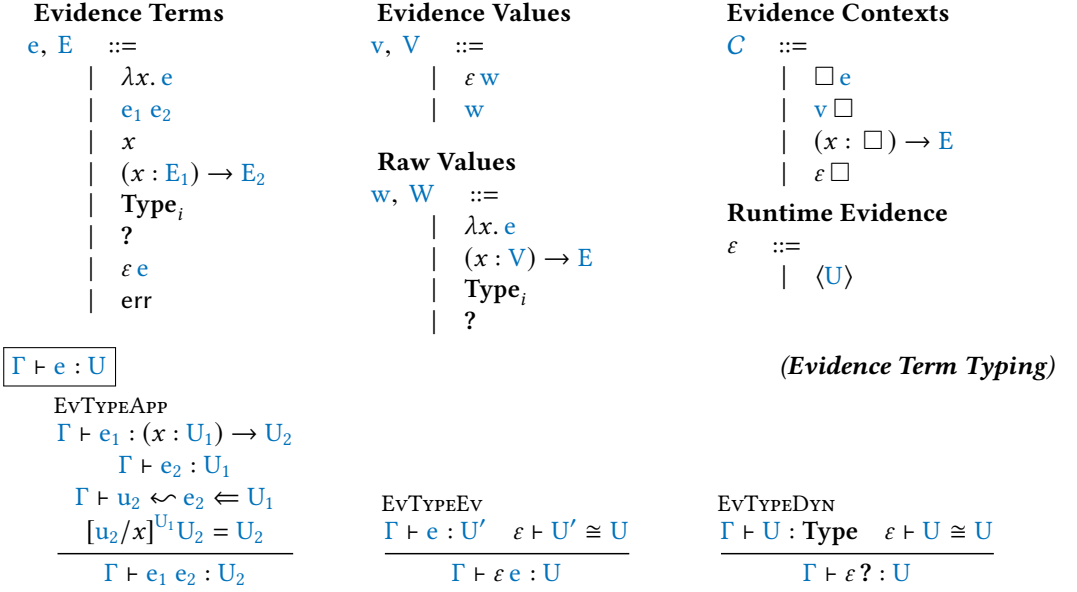 Evidence Terms
e, E ::=
| λx. e
| e₁ e₂
| x
| (x : E₁) → E₂
| Typeᵢ
| ?
| ε e
| err
Evidence Values
v, V ::=
| ε w
| w
Raw Values
w, W ::=
| λx. e
| (x : V) → E
| Typeᵢ
| ?
Evidence Contexts
C ::=
| □ e
| v □
| (x : □) → E
| ε □
Runtime Evidence
ε ::=
| ⟨U⟩
Γ ⊢ e : U
(Evidence Term Typing)
EvTypeApp
Γ ⊢ e₁ : (x : U₁) → U₂
Γ ⊢ e₂ : U₁
Γ ⊢ u₂ ↜ e₂ ⇐ U₁
[u₂/x]^U₁ U₂ = U₂
Γ ⊢ e₁ e₂ : U₂
EvTypeEv
Γ ⊢ e : U′ ε ⊢ U′ ≅ U
Γ ⊢ ε e : U
EvTypeDyn
Γ ⊢ U : Type ε ⊢ U ≅ U
Γ ⊢ ε ? : U